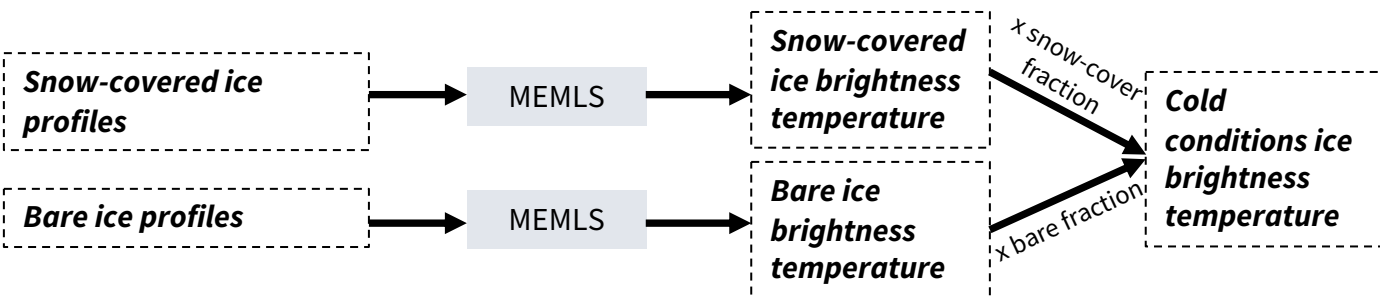 Snow-covered ice
profiles
MEMLS
Snow-covered
ice brightness
temperature
x snow-cover
fraction
Bare ice profiles
MEMLS
Bare ice
brightness
temperature
x bare fraction
Cold
conditions ice
brightness
temperature